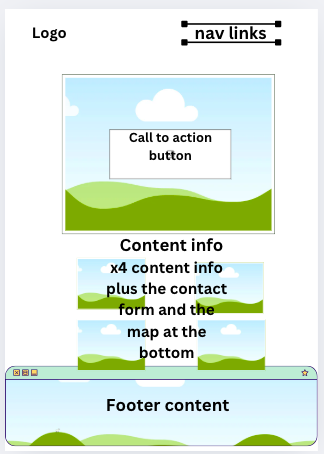 Logo
nav links
Call to action
button
Content info
x4 content info
plus the contact
form and the
map at the
bottom
Footer content